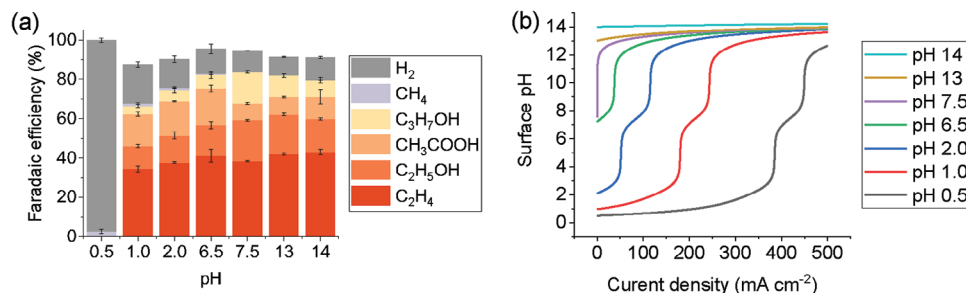 (a)
100
80
60
40
20
0
Faradaic efficiency (%)
0.5 1.0 2.0 6.5 7.5 13 14
pH
H₂
CH₄
C₃H₇OH
CH₃COOH
C₂H₅OH
C₂H₄
(b)
14
12
10
8
6
4
2
0
Surface pH
0 100 200 300 400 500
Curent density (mA cm⁻²)
pH 14
pH 13
pH 7.5
pH 6.5
pH 2.0
pH 1.0
pH 0.5